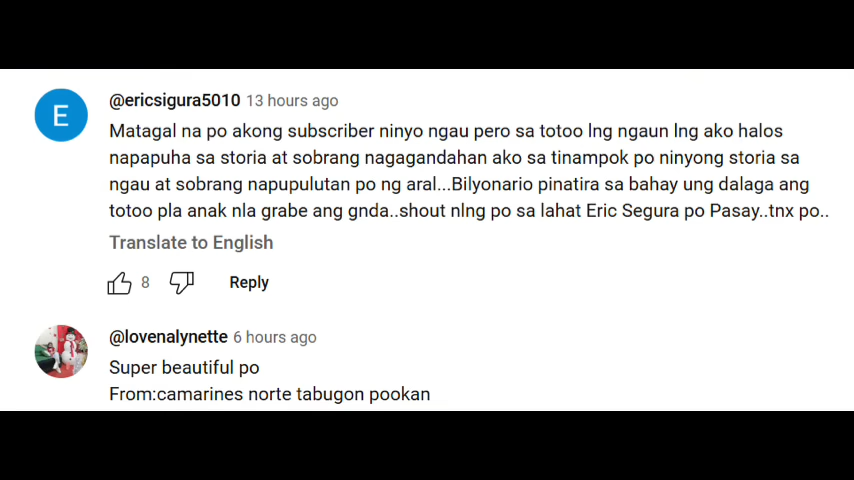 E
@ericsigura5010 13 hours ago
Matagal na po akong subscriber ninyo ngau pero sa totoo lng ngaun lng ako halos
napapuha sa storia at sobrang nagagandahan ako sa tinampok po ninyong storia sa
ngau at sobrang napupulutan po ng aral...Bilyonario pinatira sa bahay ung dalaga ang
totoo pla anak nla grabe ang gnda..shout nlng po sa lahat Eric Segura po Pasay..tnx po..
Translate to English
8 Reply
@lovenalynette 6 hours ago
Super beautiful po
From:camarines norte tabugon pookan